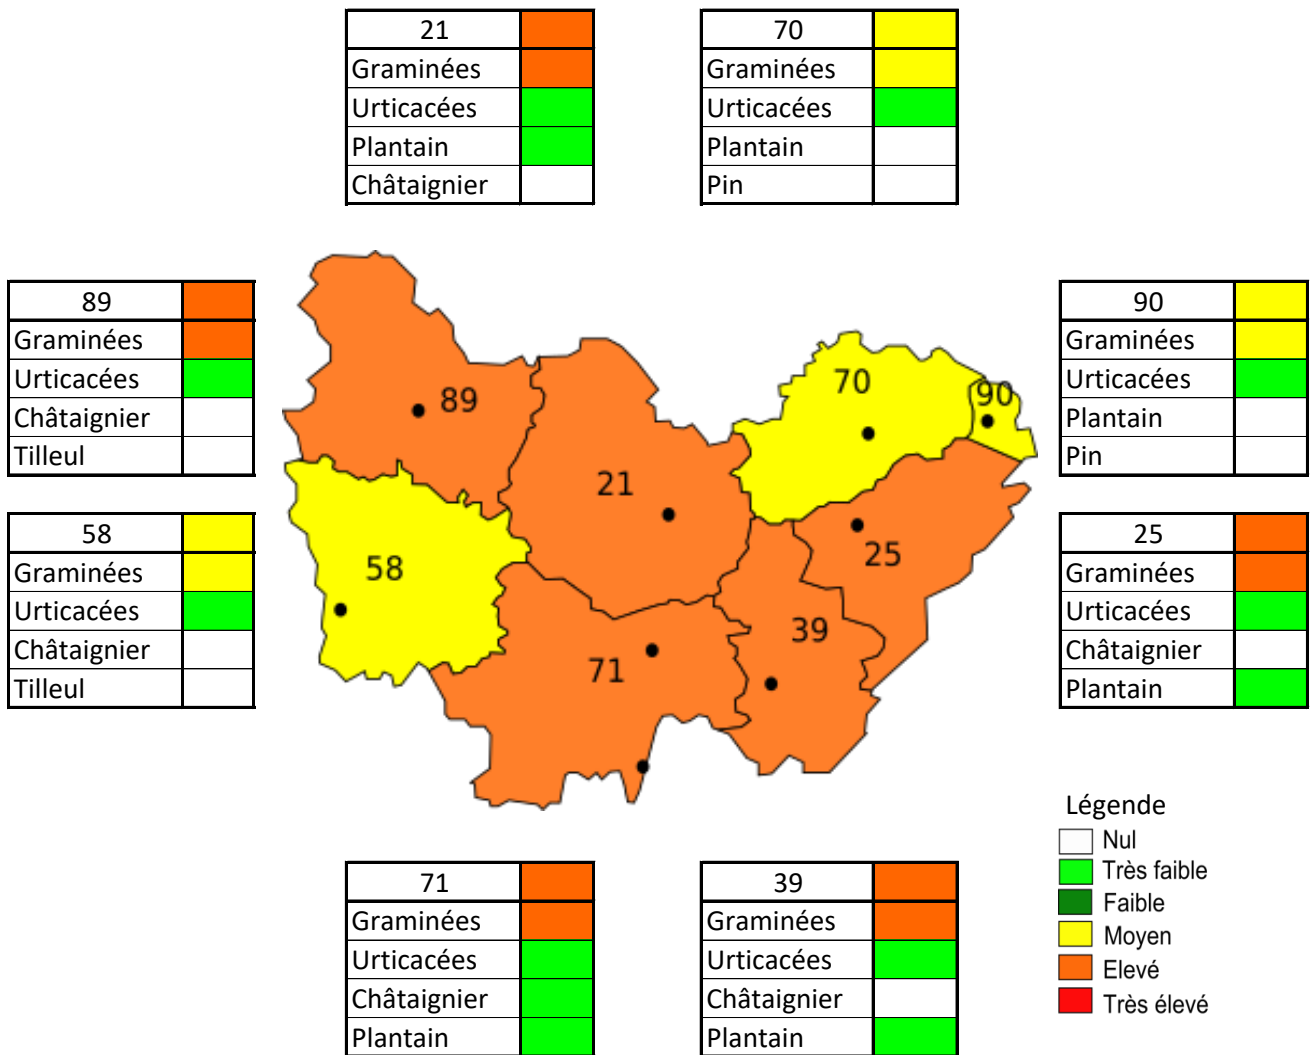 21
Graminées
Urticacées
Plantain
Châtaignier
70
Graminées
Urticacées
Plantain
Pin
89
Graminées
Urticacées
Châtaignier
Tilleul
90
Graminées
Urticacées
Plantain
Pin
58
Graminées
Urticacées
Châtaignier
Tilleul
25
Graminées
Urticacées
Châtaignier
Plantain
89
70
90
21
25
58
39
71
71
Graminées
Urticacées
Châtaignier
Plantain
39
Graminées
Urticacées
Châtaignier
Plantain
Légende
Nul
Très faible
Faible
Moyen
Elevé
Très élevé